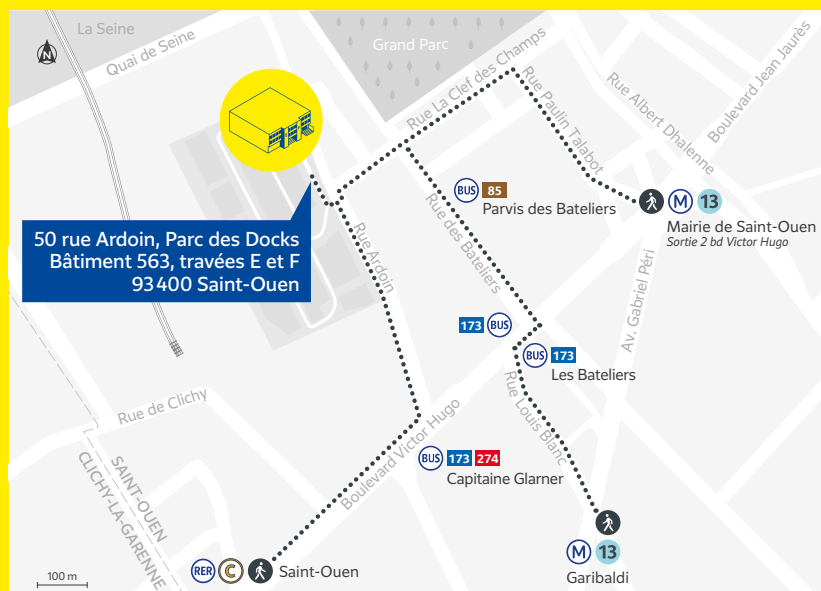 La Seine
Quai de Seine
N
Grand Parc
Rue La Clef des Champs
Rue Paulin Talabot
Rue Albert Dhalenne
Boulevard Jean Jaurès
BUS 85
Parvis des Bateliers
M 13
Mairie de Saint-Ouen
Sortie 2 bd Victor Hugo
50 rue Ardoin, Parc des Docks
Bâtiment 563, travées E et F
93400 Saint-Ouen
Rue Ardoin
Rue des Bateliers
Av. Gabriel Péri
173 BUS
BUS 173
Les Bateliers
Rue Louis Blanc
Rue de Clichy
Boulevard Victor Hugo
BUS 173 274
Capitaine Glarner
SAINT-OUEN
CLICHY-LA-GARENNE
M 13
Garibaldi
RER C Saint-Ouen
100 m